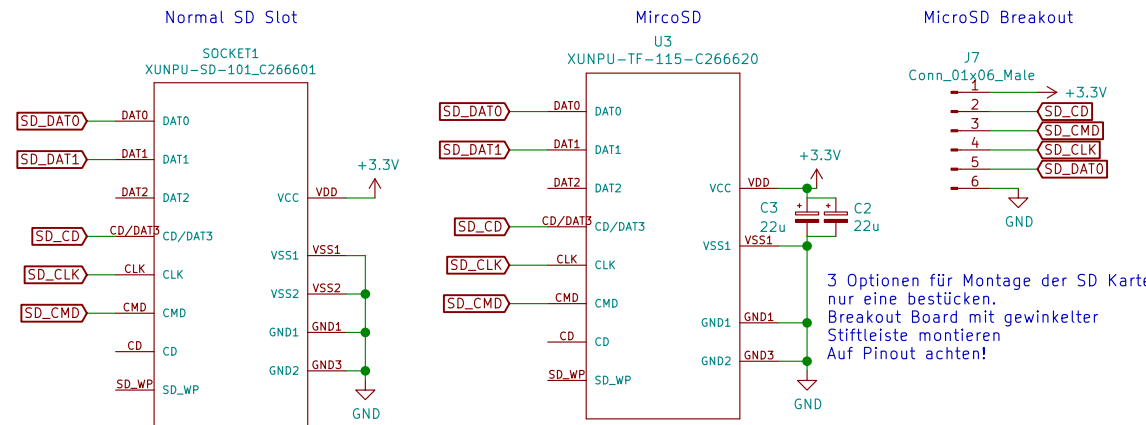 Normal SD Slot
SOCKET1
XUNPU-SD-101_C266601
SD_DAT0
DAT0
DAT0
SD_DAT1
DAT1
DAT1
DAT2
DAT2
SD_CD
CD/DAT3
CD/DAT3
SD_CLK
CLK
CLK
SD_CMD
CMD
CMD
CD
CD
SD_WP
SD_WP
+3.3V
VCC
VDD
VSS1
VSS1
VSS2
VSS2
GND1
GND1
GND2
GND3
GND
MircoSD
U3
XUNPU-TF-115-C266620
SD_DAT0
DAT0
DAT0
SD_DAT1
DAT1
DAT1
DAT2
DAT2
SD_CD
CD/DAT3
CD/DAT3
SD_CLK
CLK
CLK
SD_CMD
CMD
CMD
CD
CD
SD_WP
SD_WP
+3.3V
VCC
VDD
C3
22u
C2
22u
VSS1
VSS1
GND1
GND1
GND2
GND3
GND
MicroSD Breakout
J7
Conn_01x06_Male
1
+3.3V
2
SD_CD
3
SD_CMD
4
SD_CLK
5
SD_DAT0
6
GND
3 Optionen für Montage der SD Karte
nur eine bestücken.
Breakout Board mit gewinkelter
Stiftleiste montieren
Auf Pinout achten!